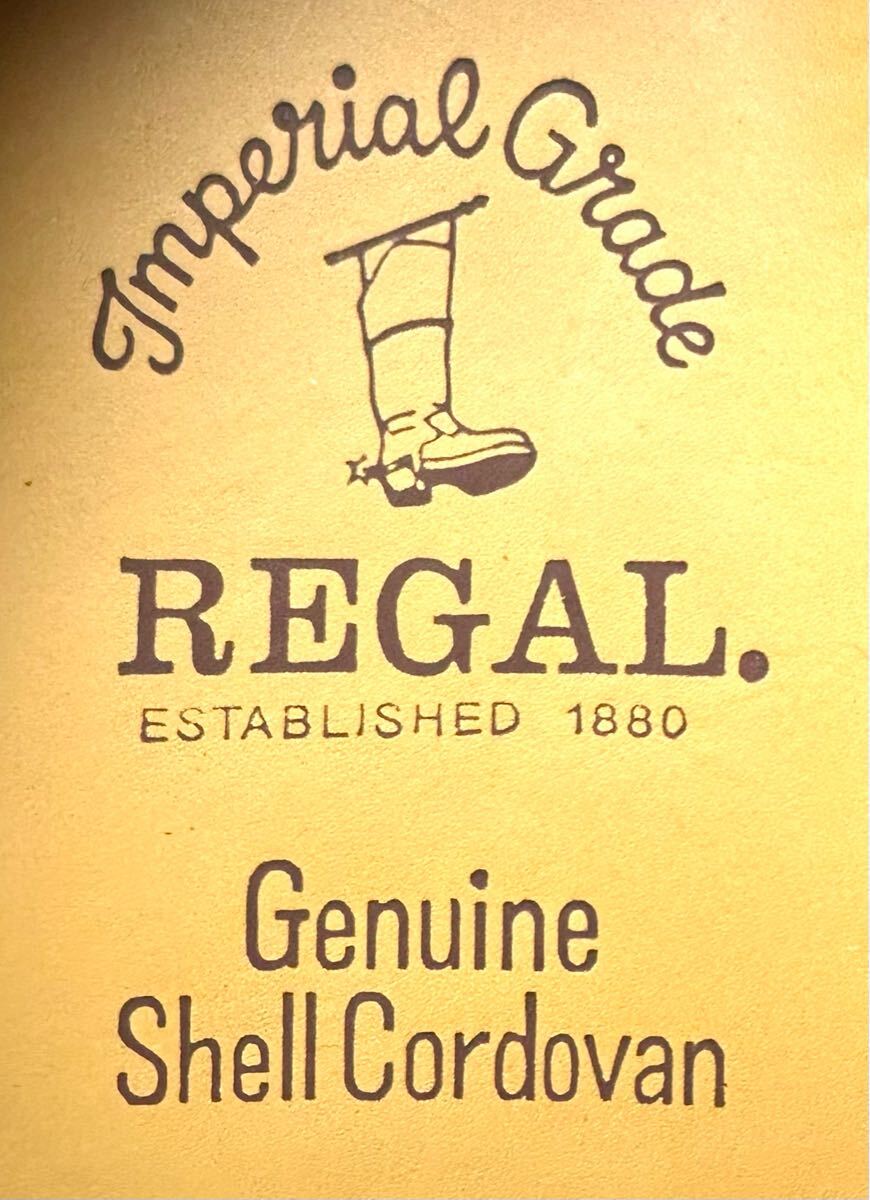 Imperial Grade
REGAL.
ESTABLISHED 1880
Genuine
Shell Cordovan